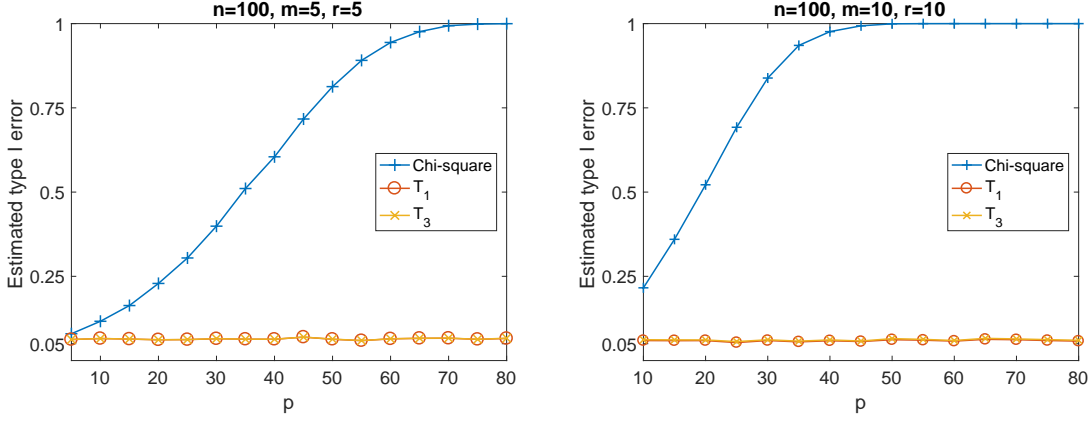 n=100, m=5, r=5
Estimated type I error
1
0.75
0.5
0.25
0.05
10 20 30 40 50 60 70 80
p
Chi-square
T1
T3
n=100, m=10, r=10
Estimated type I error
1
0.75
0.5
0.25
0.05
10 20 30 40 50 60 70 80
p
Chi-square
T1
T3